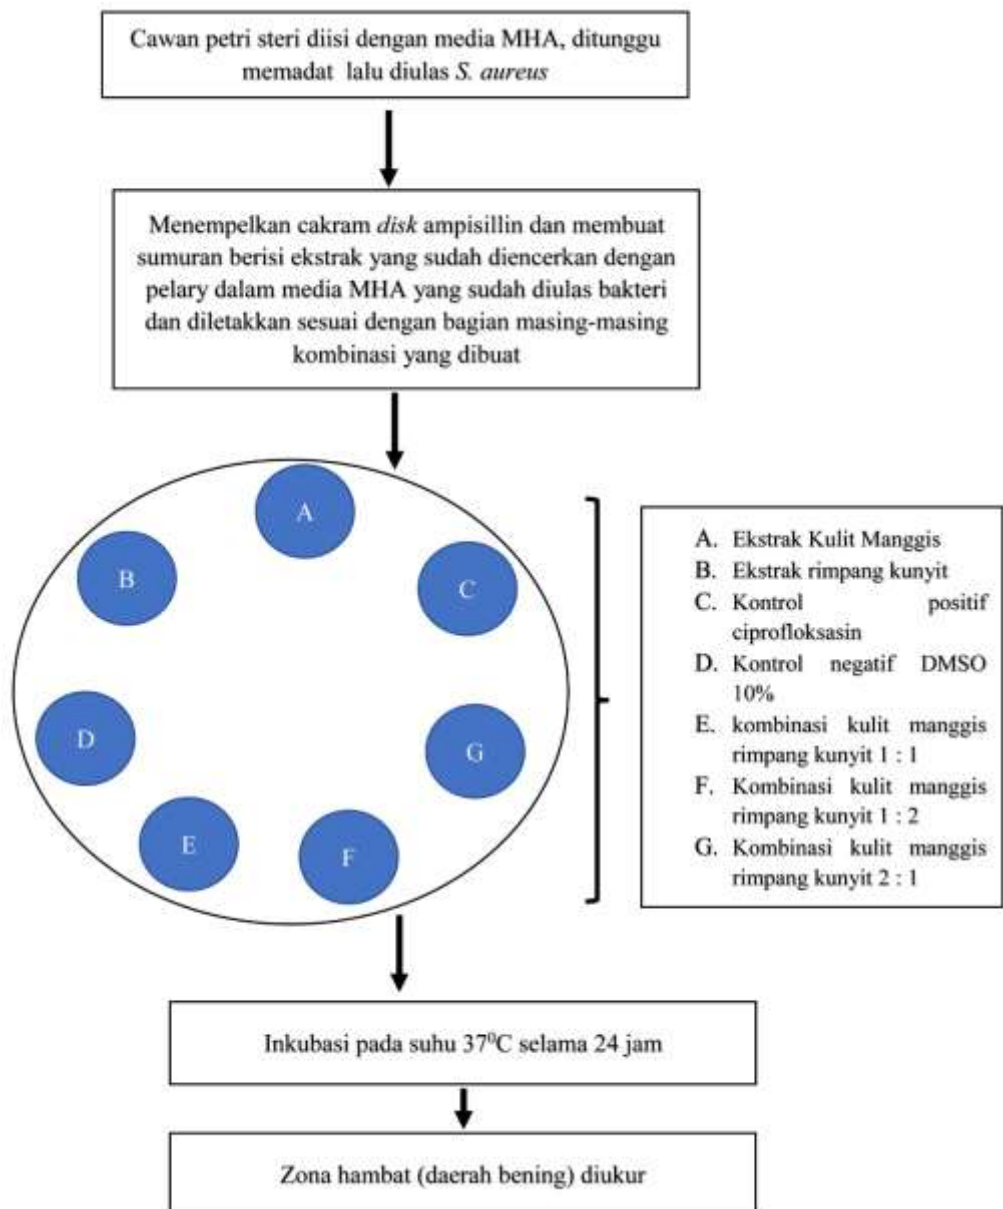 Cawan petri steri diisi dengan media MHA, ditunggu
memadat lalu diulas S. aureus
Menempelkan cakram disk ampisillin dan membuat
sumuran berisi ekstrak yang sudah diencerkan dengan
pelary dalam media MHA yang sudah diulas bakteri
dan diletakkan sesuai dengan bagian masing-masing
kombinasi yang dibuat
A
B
C
D
G
E
F
A. Ekstrak Kulit Manggis
B. Ekstrak rimpang kunyit
C. Kontrol positif
ciprofloksasin
D. Kontrol negatif DMSO
10%
E. kombinasi kulit manggis
rimpang kunyit 1 : 1
F. Kombinasi kulit manggis
rimpang kunyit 1 : 2
G. Kombinasi kulit manggis
rimpang kunyit 2 : 1
Inkubasi pada suhu 37⁰C selama 24 jam
Zona hambat (daerah bening) diukur